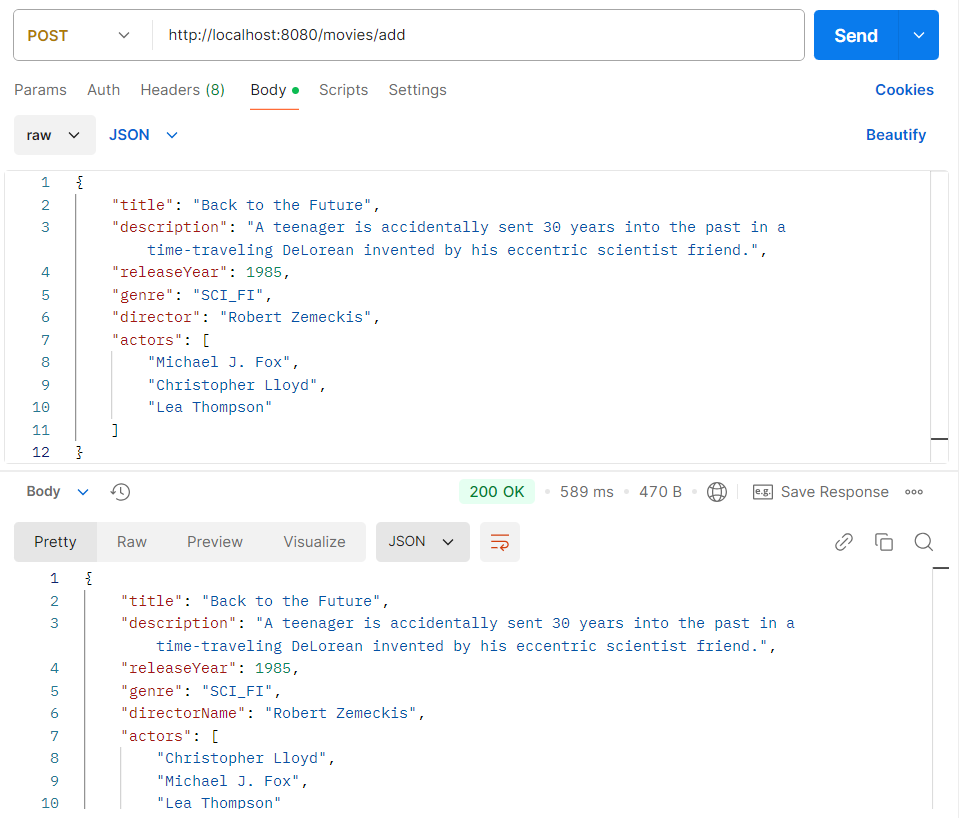 POST http://localhost:8080/movies/add Send
Params Auth Headers (8) Body Scripts Settings Cookies
raw JSON Beautify
1 {
2 "title": "Back to the Future",
3 "description": "A teenager is accidentally sent 30 years into the past in a
time-traveling DeLorean invented by his eccentric scientist friend.",
4 "releaseYear": 1985,
5 "genre": "SCI_FI",
6 "director": "Robert Zemeckis",
7 "actors": [
8 "Michael J. Fox",
9 "Christopher Lloyd",
10 "Lea Thompson"
11 ]
12 }
Body 200 OK 589 ms 470 B e.g. Save Response
Pretty Raw Preview Visualize JSON
1 {
2 "title": "Back to the Future",
3 "description": "A teenager is accidentally sent 30 years into the past in a
time-traveling DeLorean invented by his eccentric scientist friend.",
4 "releaseYear": 1985,
5 "genre": "SCI_FI",
6 "directorName": "Robert Zemeckis",
7 "actors": [
8 "Christopher Lloyd",
9 "Michael J. Fox",
10 "Lea Thompson"